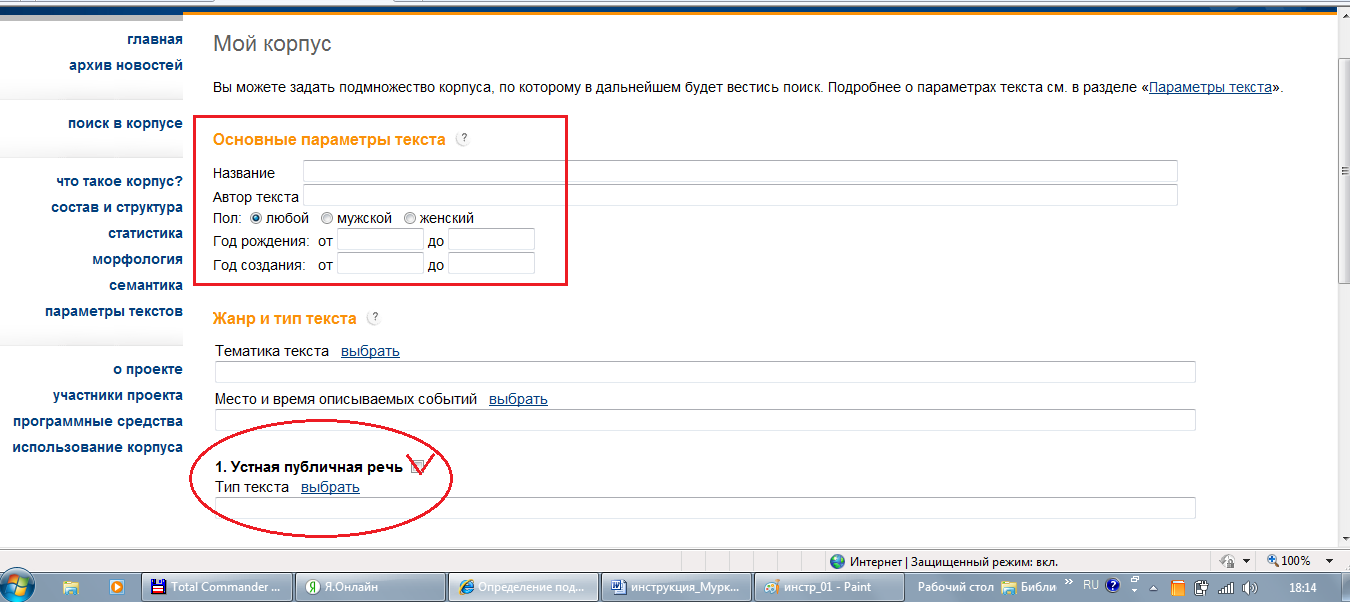 главная
архив новостей
поиск в корпусе
что такое корпус?
состав и структура
статистика
морфология
семантика
параметры текстов
о проекте
участники проекта
программные средства
использование корпуса
Мой корпус
Вы можете задать подмножество корпуса, по которому в дальнейшем будет вестись поиск. Подробнее о параметрах текста см. в разделе «Параметры текста».
Основные параметры текста ?
Название
Автор текста
Пол: любой мужской женский
Год рождения: от до
Год создания: от до
Жанр и тип текста ?
Тематика текста выбрать
Место и время описываемых событий выбрать
1. Устная публичная речь
Тип текста выбрать
Интернет | Защищенный режим: вкл. 100%
Total Commander ... Я.Онлайн Определение под... инструкция_Мурк... инстр_01 - Paint Рабочий стол Библи » RU ? 18:14